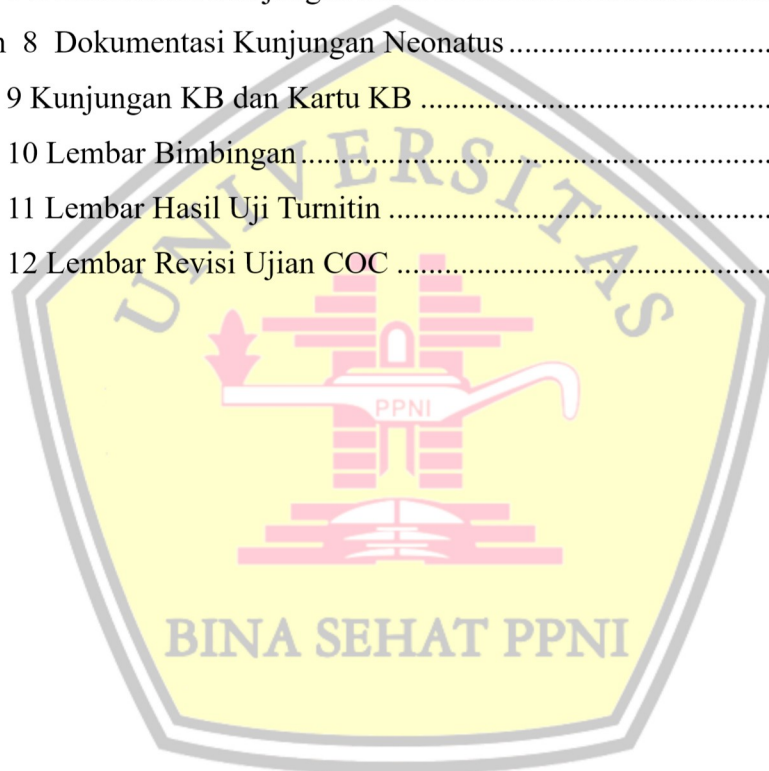 8 Dokumentasi Kunjungan Neonatus ................................
9 Kunjungan KB dan Kartu KB ...........................................
10 Lembar Bimbingan ..........................................................
11 Lembar Hasil Uji Turnitin ...............................................
12 Lembar Revisi Ujian COC ..............................................
UNIVERSITAS
PPNI
BINA SEHAT PPNI